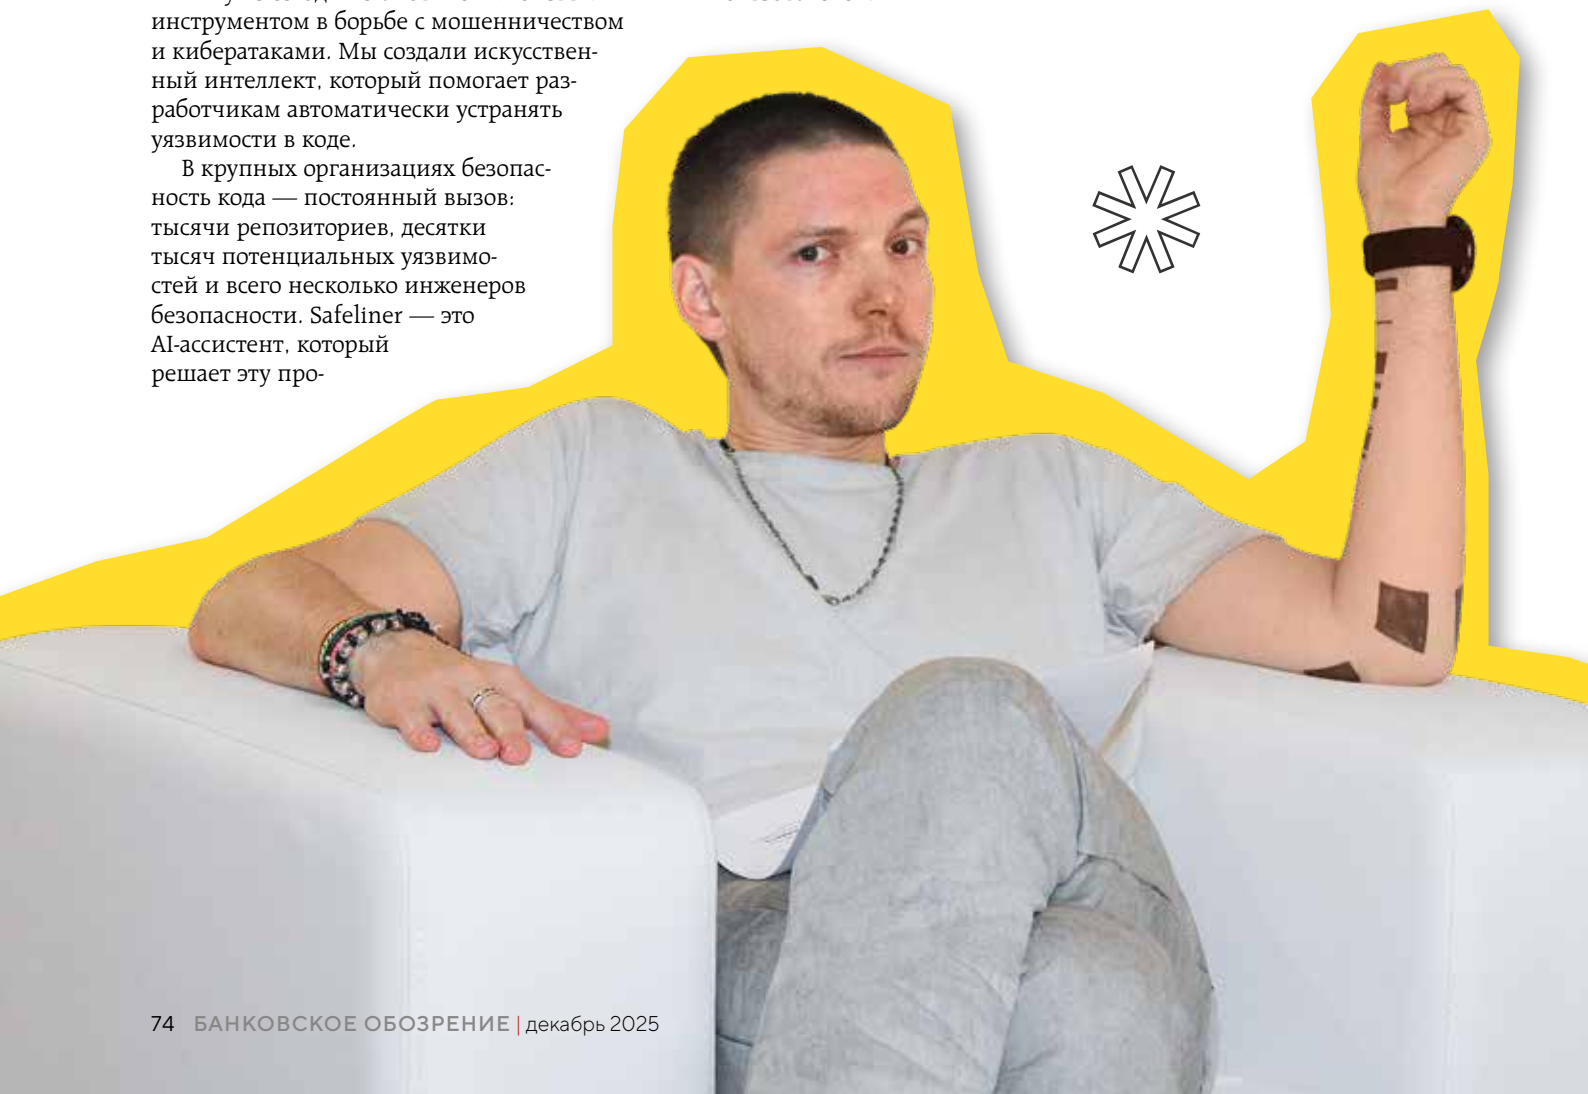 инструментом в борьбе с мошенничеством
и кибератаками. Мы создали искусствен-
ный интеллект, который помогает раз-
работчикам автоматически устранять
уязвимости в коде.
В крупных организациях безопас-
ность кода — постоянный вызов:
тысячи репозиториев, десятки
тысяч потенциальных уязвимо-
стей и всего несколько инженеров
безопасности. Safeliner — это
AI-ассистент, который
решает эту про-
74 БАНКОВСКОЕ ОБОЗРЕНИЕ | декабрь 2025